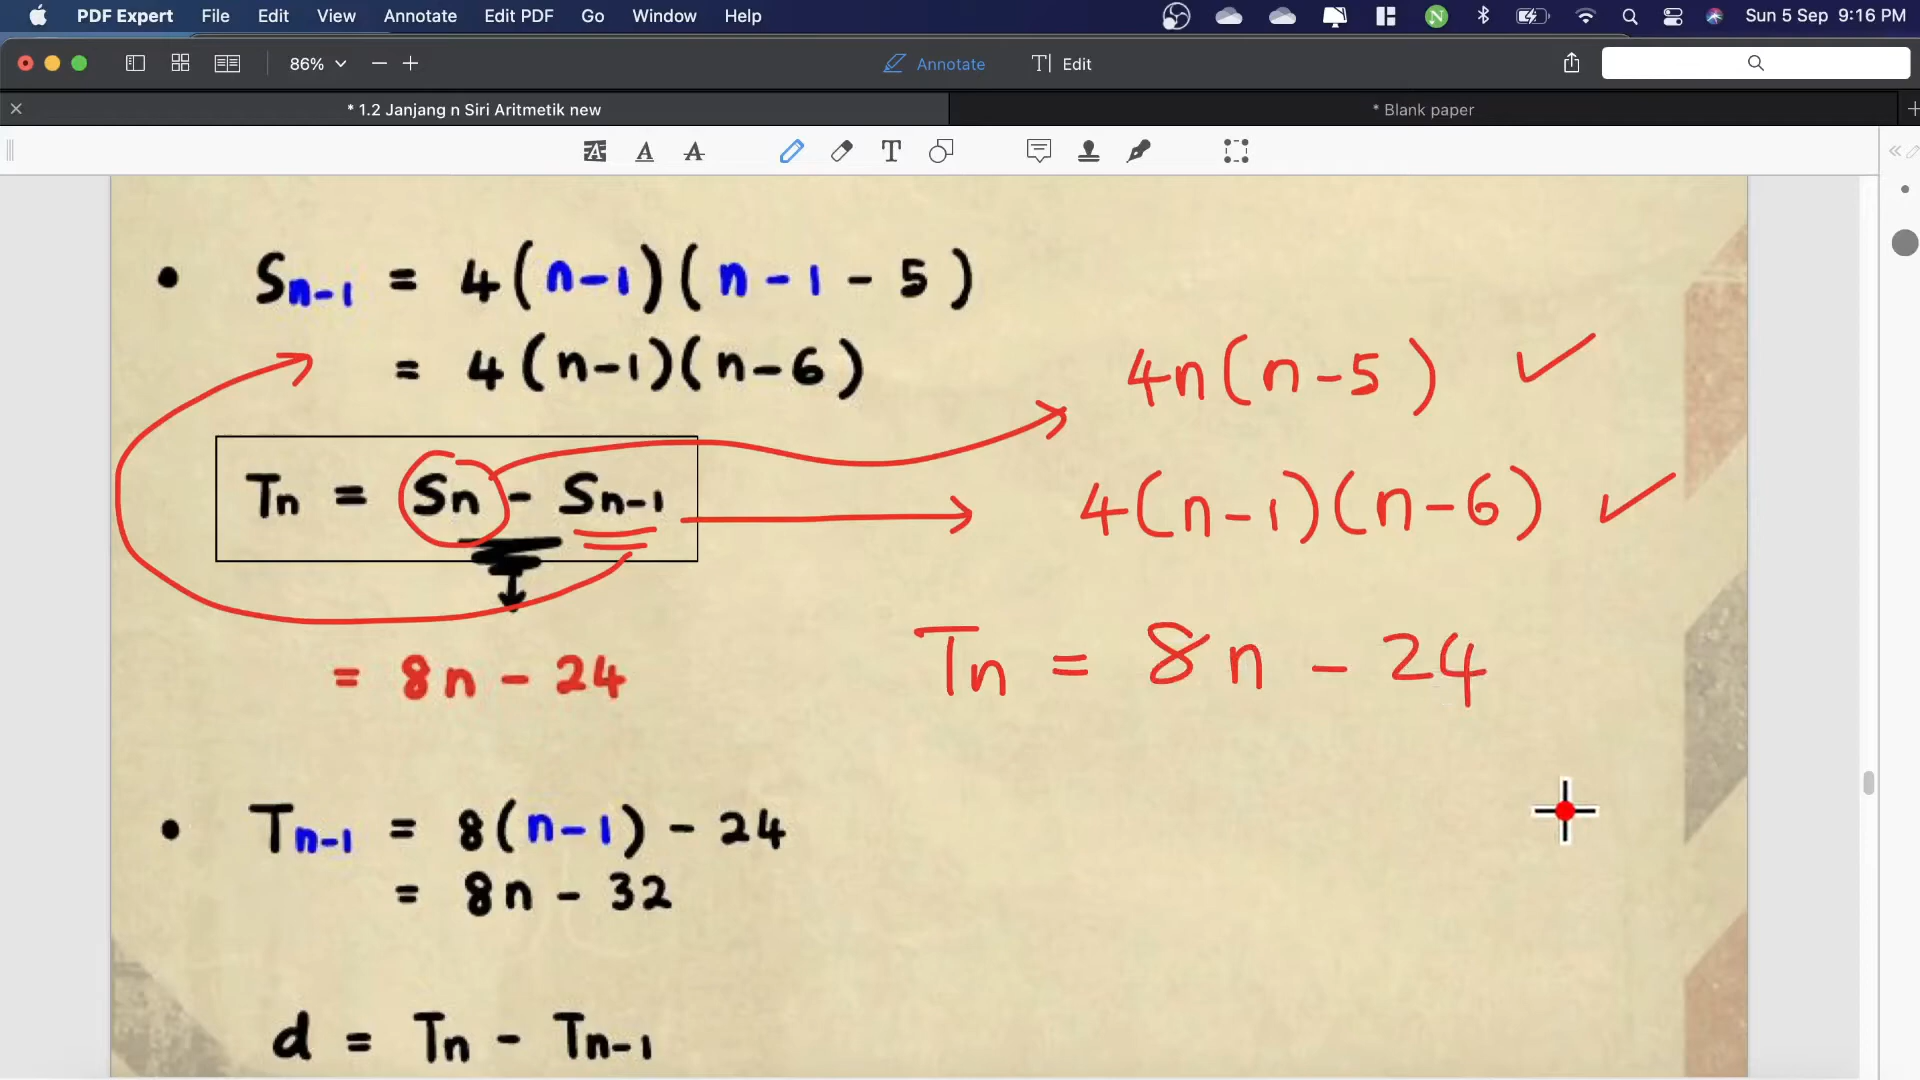 PDF Expert File Edit View Annotate Edit PDF Go Window Help Sun 5 Sep 9:16 PM
86% Annotate Edit
* 1.2 Janjang n Siri Aritmetik new * Blank paper
• Sn-1 = 4(n-1)(n-1-5)
= 4(n-1)(n-6)
4n(n-5) ✓
Tn = Sn - Sn-1
4(n-1)(n-6) ✓
= 8n - 24
Tn = 8n - 24
• Tn-1 = 8(n-1) - 24
= 8n - 32
d = Tn - Tn-1